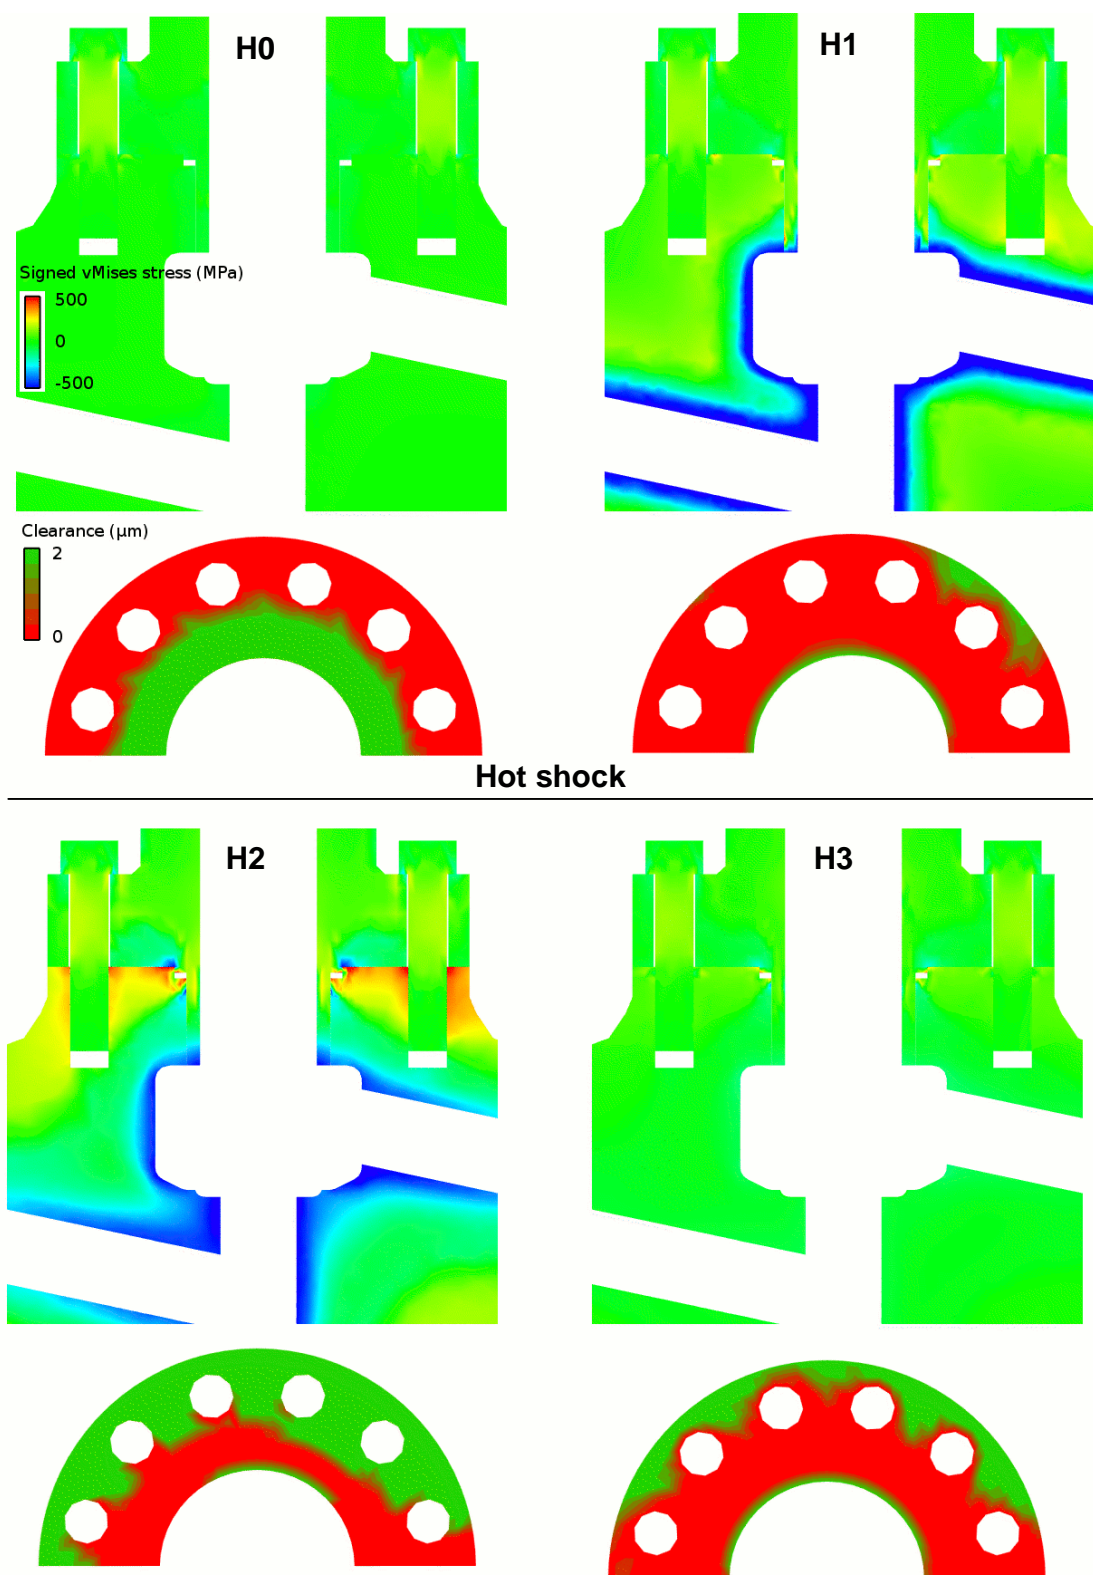 H0
H1
Signed vMises stress (MPa)
500
0
-500
Clearance (μm)
2
0
Hot shock
H2
H3